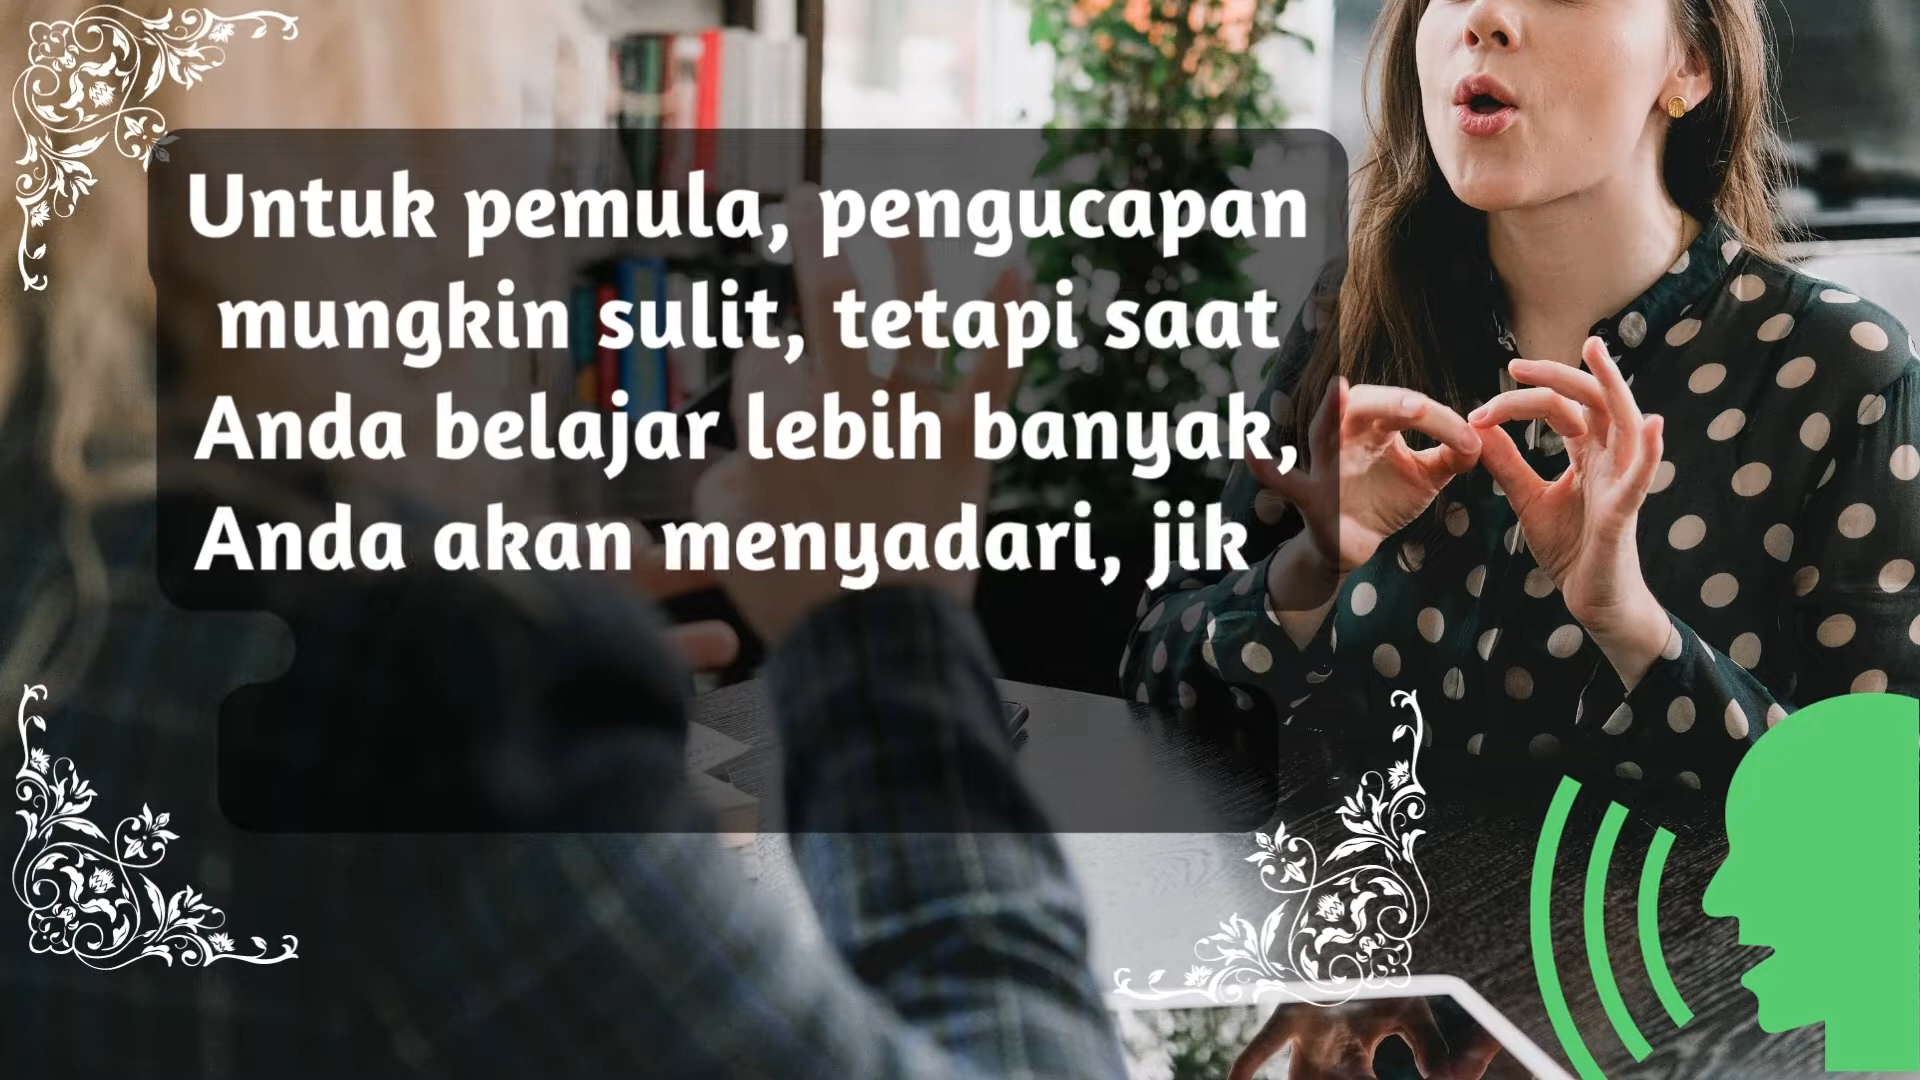 Untuk pemula, pengucapan
mungkin sulit, tetapi saat
Anda belajar lebih banyak,
Anda akan menyadari, jik